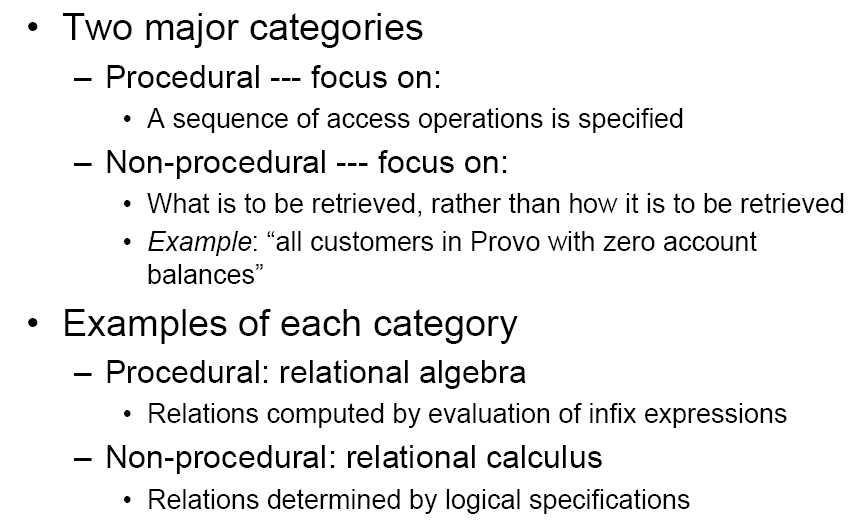 • Two major categories
– Procedural --- focus on:
• A sequence of access operations is specified
– Non-procedural --- focus on:
• What is to be retrieved, rather than how it is to be retrieved
• Example: “all customers in Provo with zero account
balances”
• Examples of each category
– Procedural: relational algebra
• Relations computed by evaluation of infix expressions
– Non-procedural: relational calculus
• Relations determined by logical specifications